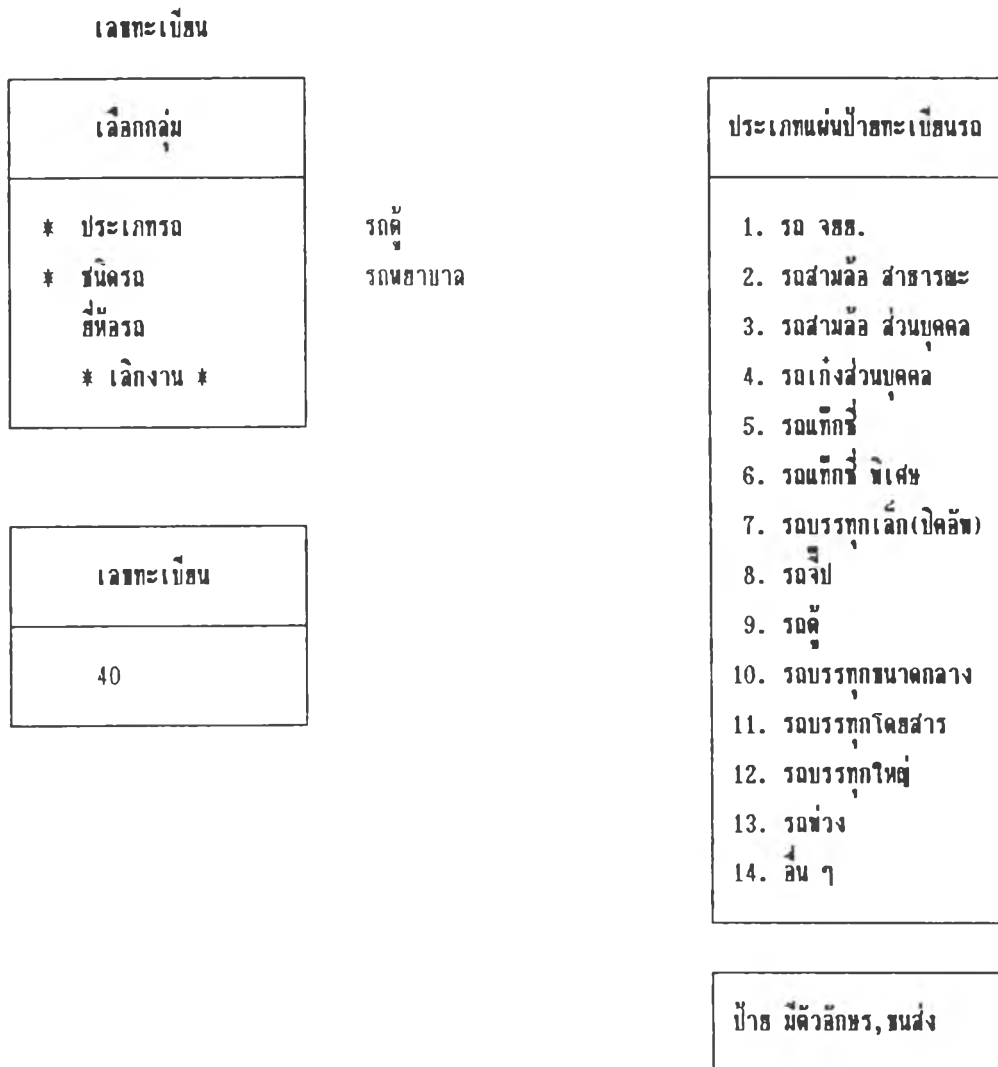 เลขทะเบียน
เลือกกลุ่ม
* ประเภทรถ รถตู้
* ชนิดรถ รถพยาบาล
ยี่ห้อรถ
* เลิกงาน *
เลขทะเบียน
40
ประเภทแผ่นป้ายทะเบียนรถ
1. รถ จยย.
2. รถสามล้อ สาธารณะ
3. รถสามล้อ ส่วนบุคคล
4. รถเก๋งส่วนบุคคล
5. รถแท็กซี่
6. รถแท็กซี่ พิเศษ
7. รถบรรทุกเล็ก(ปิคอัพ)
8. รถจี๊ป
9. รถตู้
10. รถบรรทุกขนาดกลาง
11. รถบรรทุกโดยสาร
12. รถบรรทุกใหญ่
13. รถพ่วง
14. อื่น ๆ
ป้าย มีตัวอักษร,ขนส่ง